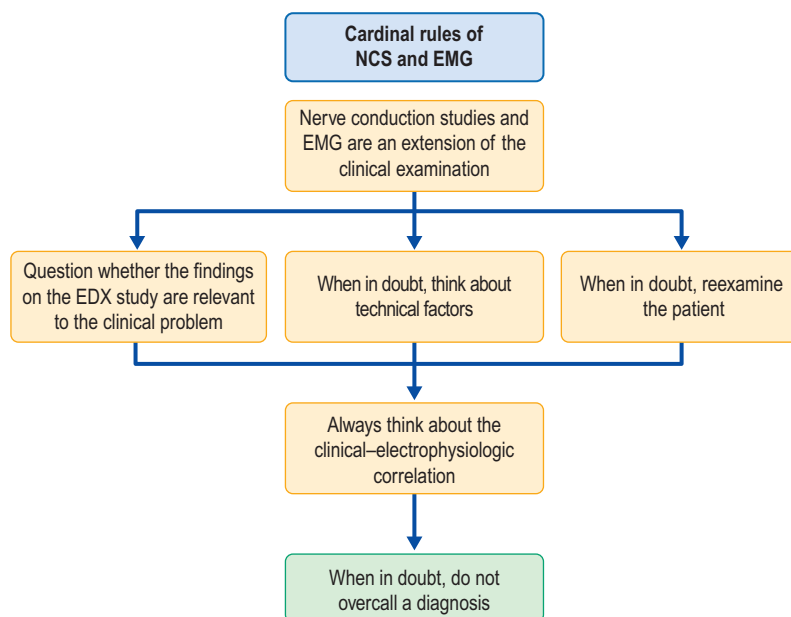 Cardinal rules of
NCS and EMG
Nerve conduction studies and
EMG are an extension of the
clinical examination
Question whether the findings
on the EDX study are relevant
to the clinical problem
When in doubt, think about
technical factors
When in doubt, reexamine
the patient
Always think about the
clinical–electrophysiologic
correlation
When in doubt, do not
overcall a diagnosis